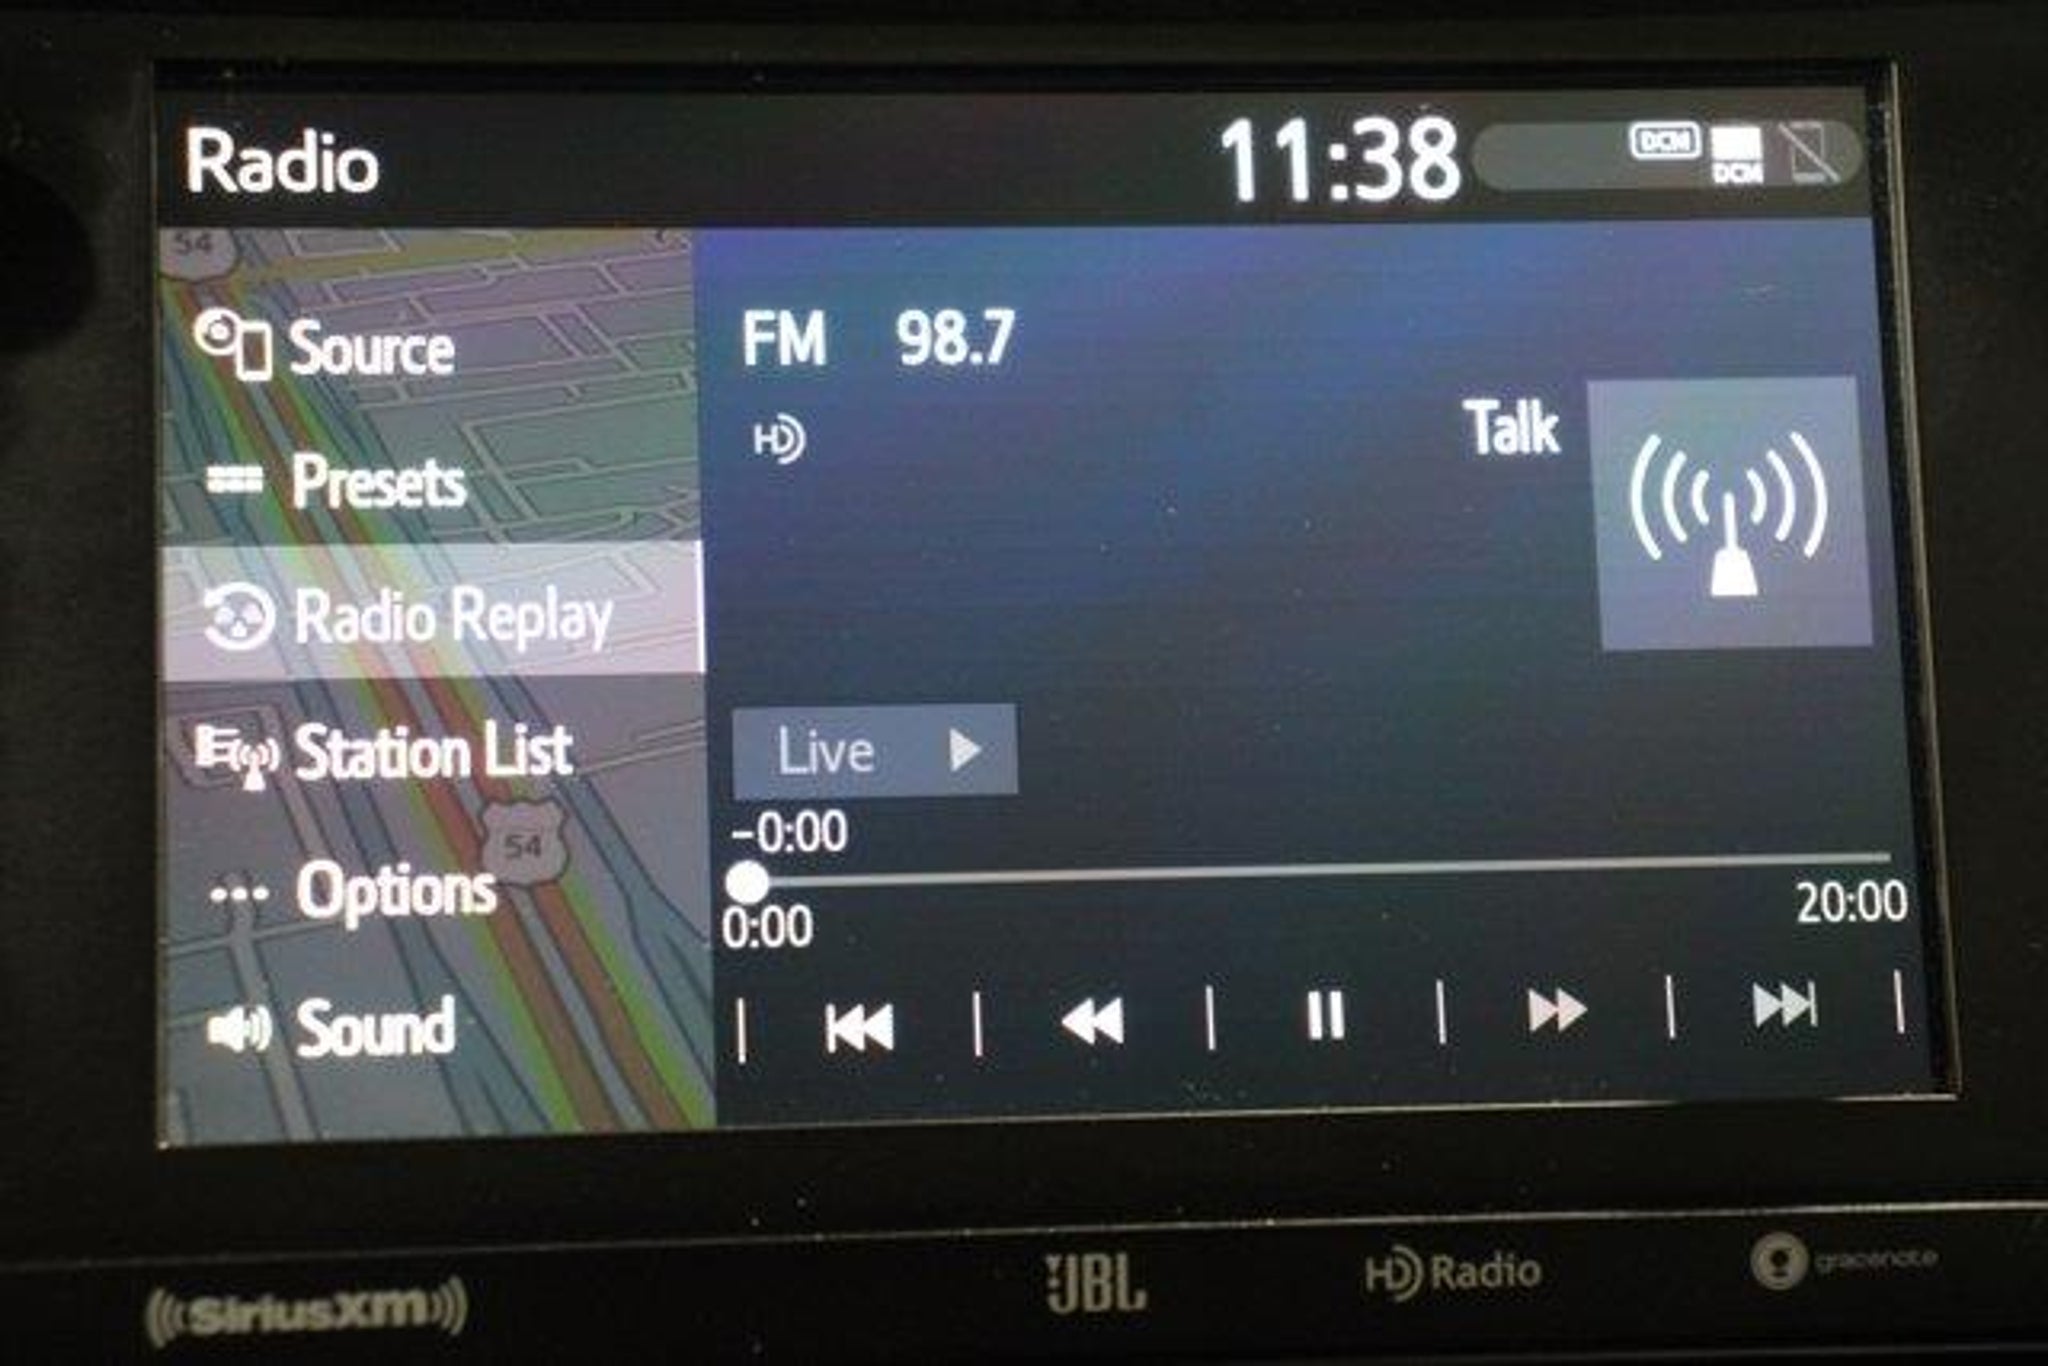 Radio
11:38
DCM
DCM
54
Source
Presets
Radio Replay
Station List
54
Options
Sound
FM 98.7
HD
Talk
Live
-0:00
0:00
20:00
((SiriusXM))
JBL
HD Radio
gracenote